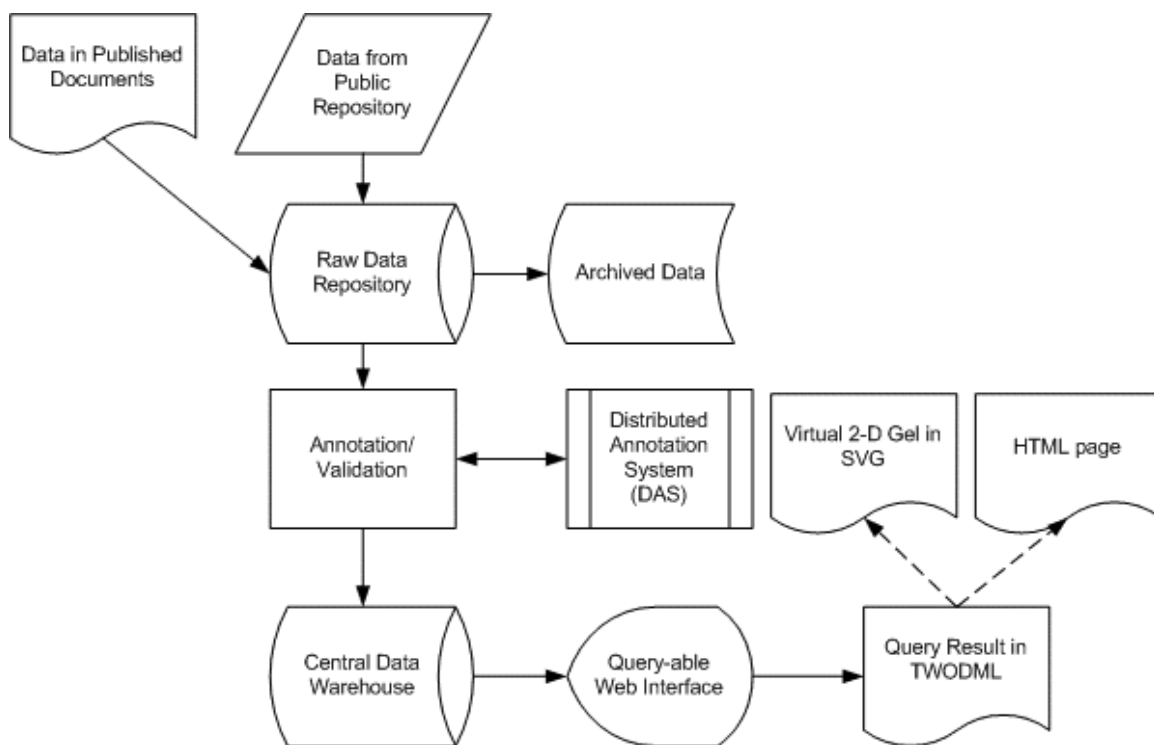 Data in Published
Documents
Data from
Public
Repository
Raw Data
Repository
Archived Data
Annotation/
Validation
Distributed
Annotation
System
(DAS)
Virtual 2-D Gel in
SVG
HTML page
Central Data
Warehouse
Query-able
Web Interface
Query Result in
TWODML